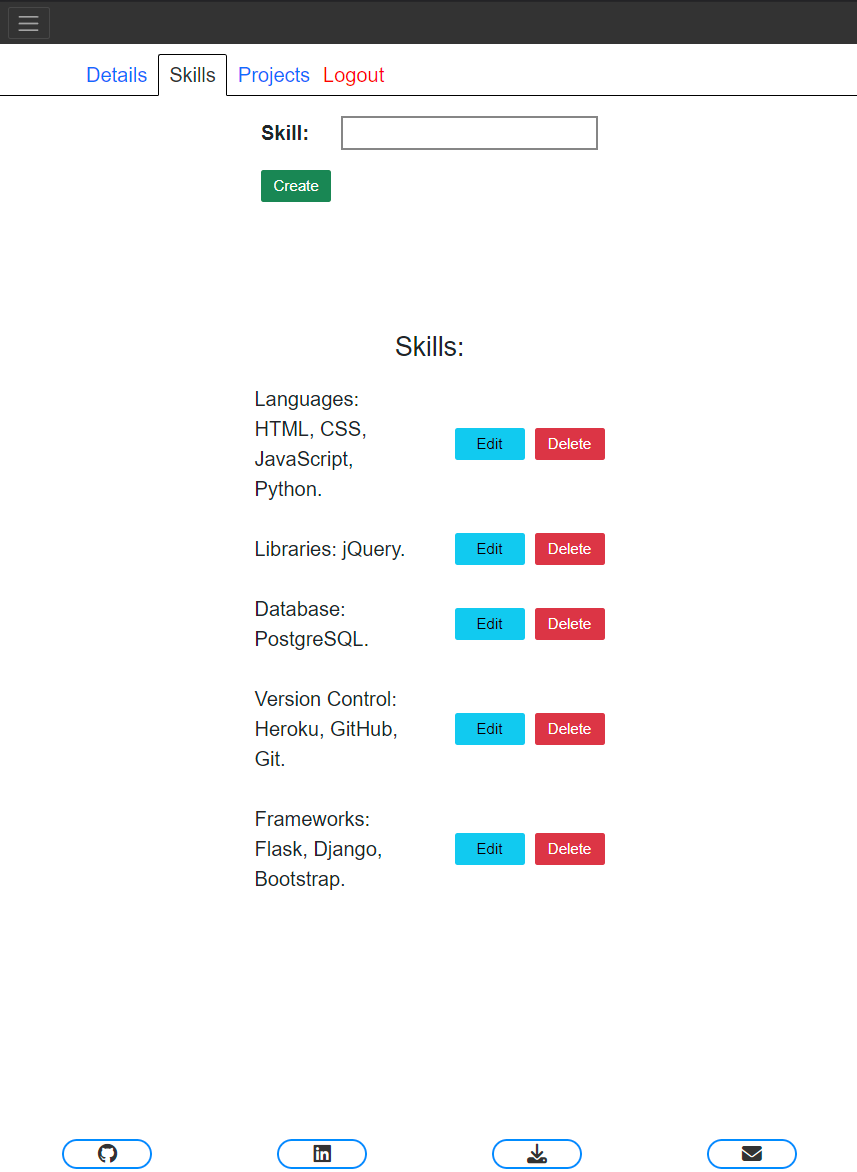 Details Skills Projects Logout
Skill:
Create
Skills:
Languages:
HTML, CSS,
JavaScript,
Python.
Edit Delete
Libraries: jQuery.
Edit Delete
Database:
PostgreSQL.
Edit Delete
Version Control:
Heroku, GitHub,
Git.
Edit Delete
Frameworks:
Flask, Django,
Bootstrap.
Edit Delete